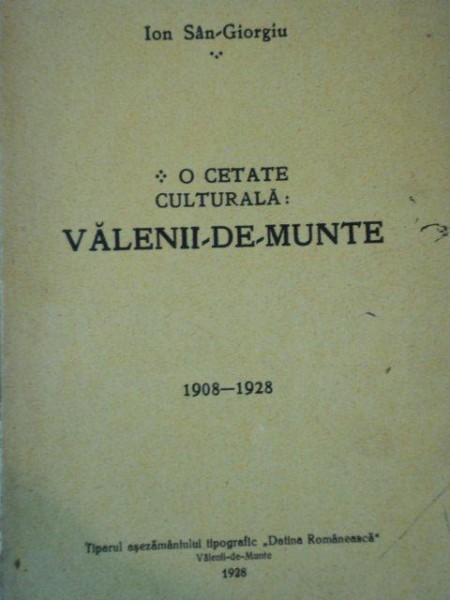 Ion Sân-Giorgiu
O CETATE
CULTURALĂ:
VĂLENII-DE-MUNTE
1908—1928
Tiparul așezământului tipografic „Datina Românească"
Vălenii-de-Munte
1928